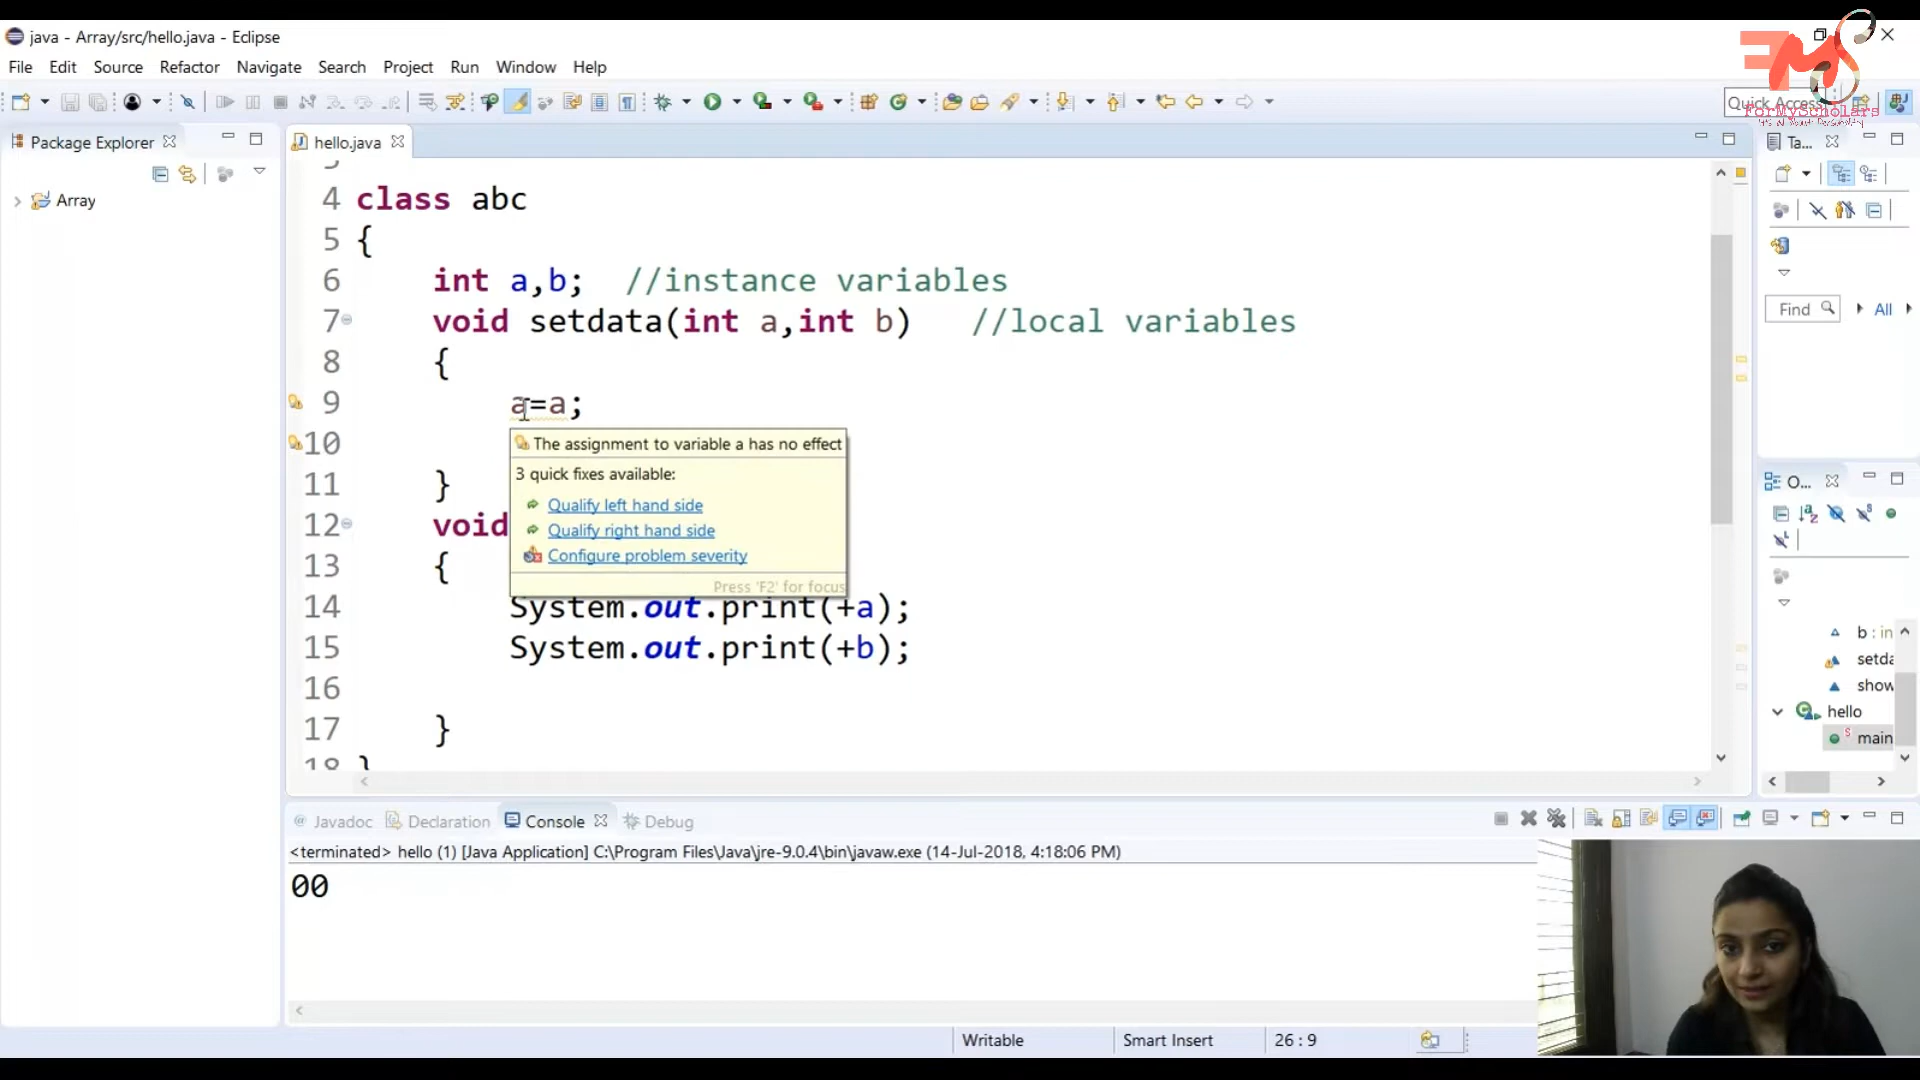 java - Array/src/hello.java - Eclipse
File Edit Source Refactor Navigate Search Project Run Window Help
Quick Access
ForMyScholars
Package Explorer
hello.java
Ta...
Array
4 class abc
5 {
6 int a,b; //instance variables
7 void setdata(int a,int b) //local variables
8 {
9 a=a;
10
11 }
12 void
13 {
14 System.out.print(+a);
15 System.out.print(+b);
16
17 }
18 }
The assignment to variable a has no effect
3 quick fixes available:
Qualify left hand side
Qualify right hand side
Configure problem severity
Press 'F2' for focus
Find All
O...
b : in
setda
show
hello
main
@ Javadoc Declaration Console Debug
<terminated> hello (1) [Java Application] C:\Program Files\Java\jre-9.0.4\bin\javaw.exe (14-Jul-2018, 4:18:06 PM)
00
Writable Smart Insert 26 : 9